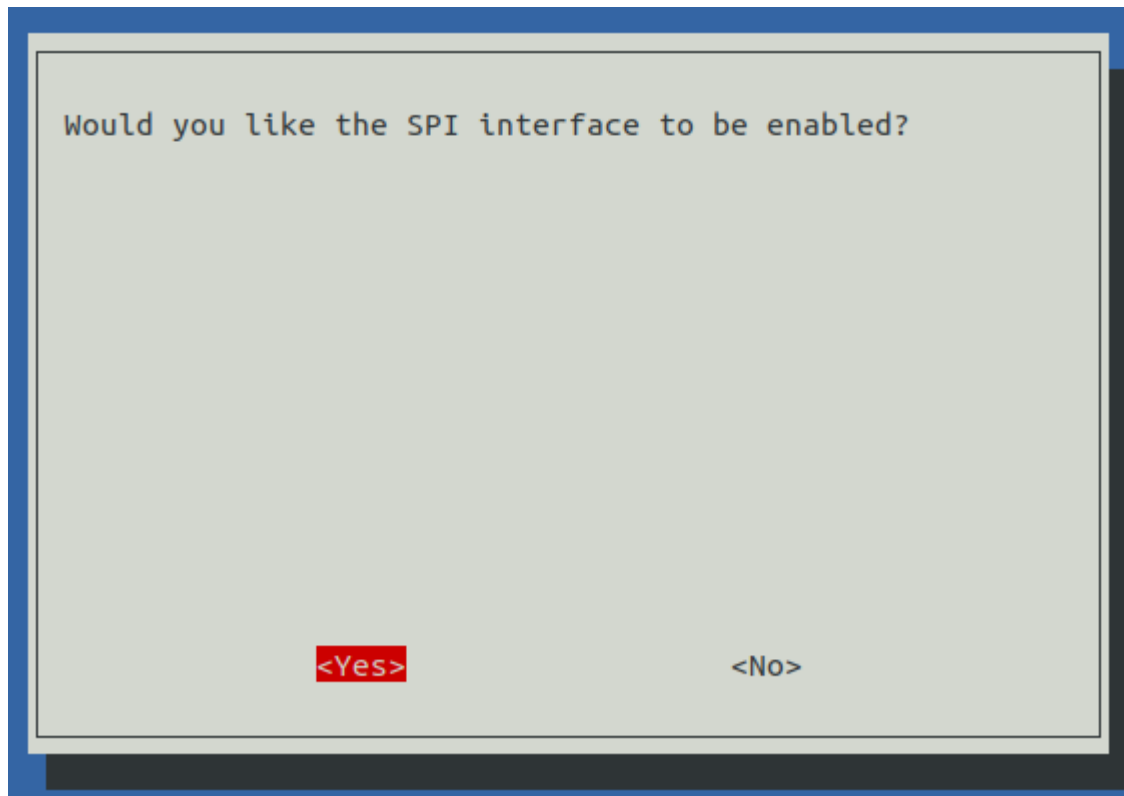 Would you like the SPI interface to be enabled?
<Yes> <No>